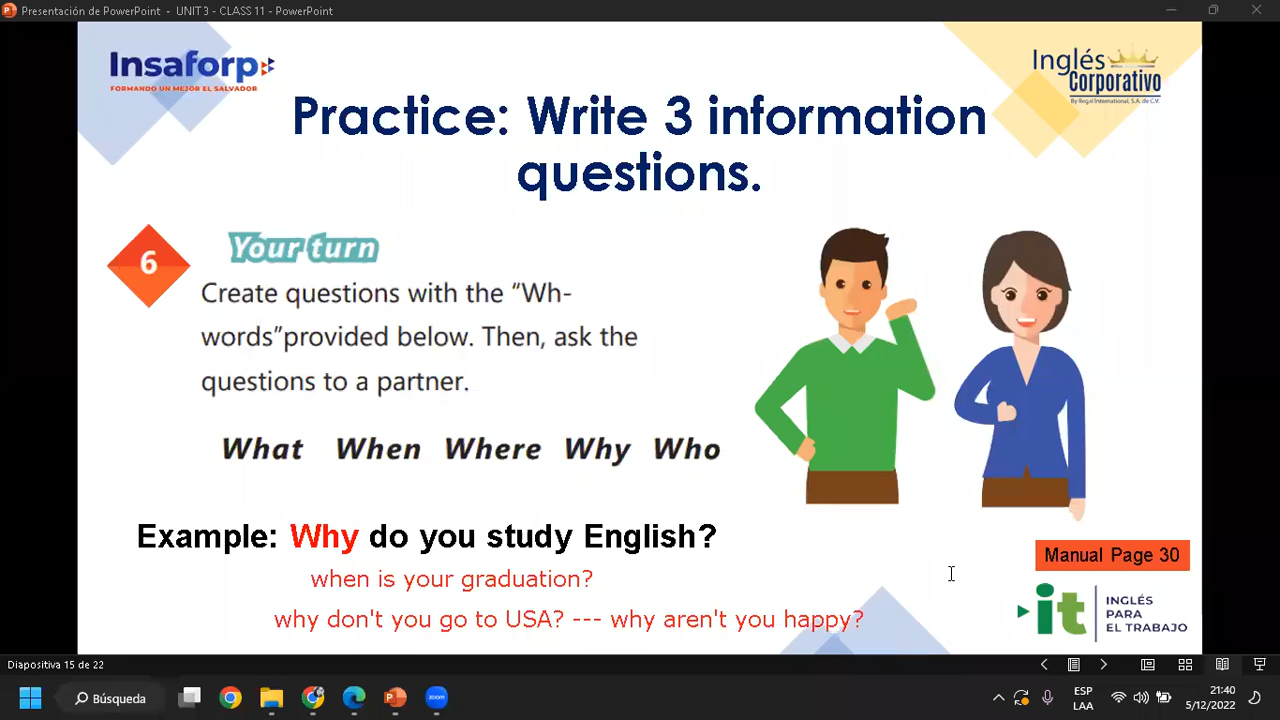 Presentación de PowerPoint - UNIT 3 - CLASS 11 - PowerPoint
Insaforp
FORMANDO UN MEJOR EL SALVADOR
Inglés
Corporativo
By Regal International, S.A. de C.V.
Practice: Write 3 information
questions.
6
Your turn
Create questions with the “Wh-
words”provided below. Then, ask the
questions to a partner.
What When Where Why Who
Example: Why do you study English?
when is your graduation?
why don't you go to USA? --- why aren't you happy?
Manual Page 30
it
INGLÉS
PARA
EL TRABAJO
Diapositiva 15 de 22
Búsqueda
zoom
ESP
LAA
21:40
5/12/2022